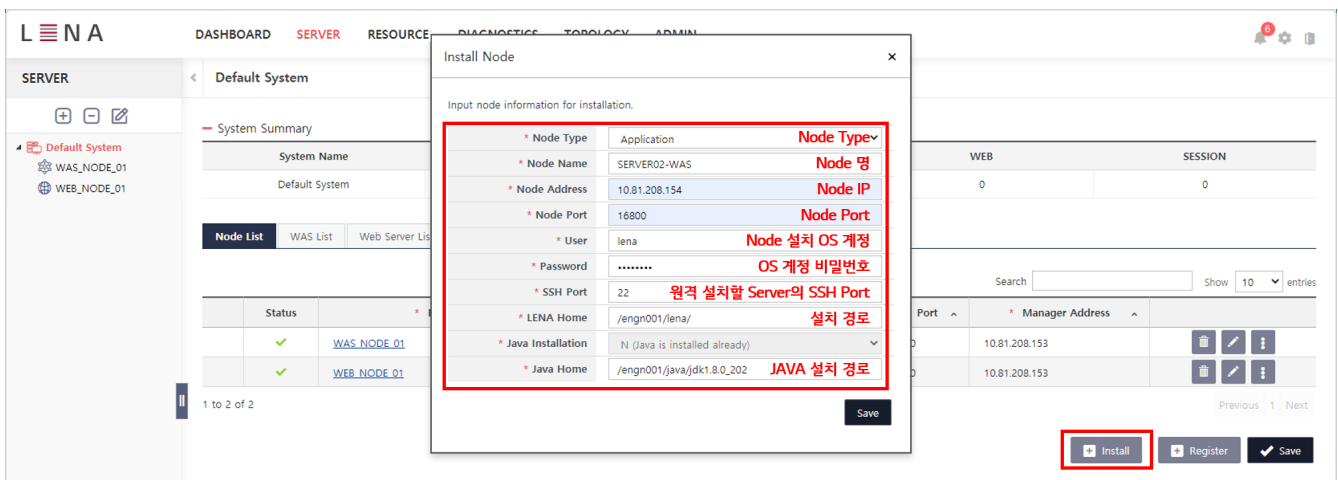 LENA
DASHBOARD SERVER RESOURCE DIAGNOSTICS TOPOLOGY ADMIN
6
SERVER
Default System
Default System
WAS_NODE_01
WEB_NODE_01
System Summary
System Name WEB SESSION
Default System 0 0
Node List WAS List Web Server Lis
Search Show 10 entries
Status * Port * Manager Address
WAS_NODE_01 10.81.208.153
WEB_NODE_01 10.81.208.153
1 to 2 of 2 Previous 1 Next
Install Register Save
Install Node
Input node information for installation.
* Node Type Application Node Type
* Node Name SERVER02-WAS Node 명
* Node Address 10.81.208.154 Node IP
* Node Port 16800 Node Port
* User lena Node 설치 OS 계정
* Password •••••••• OS 계정 비밀번호
* SSH Port 22 원격 설치할 Server의 SSH Port
* LENA Home /engn001/lena/ 설치 경로
* Java Installation N (Java is installed already)
* Java Home /engn001/java/jdk1.8.0_202 JAVA 설치 경로
Save